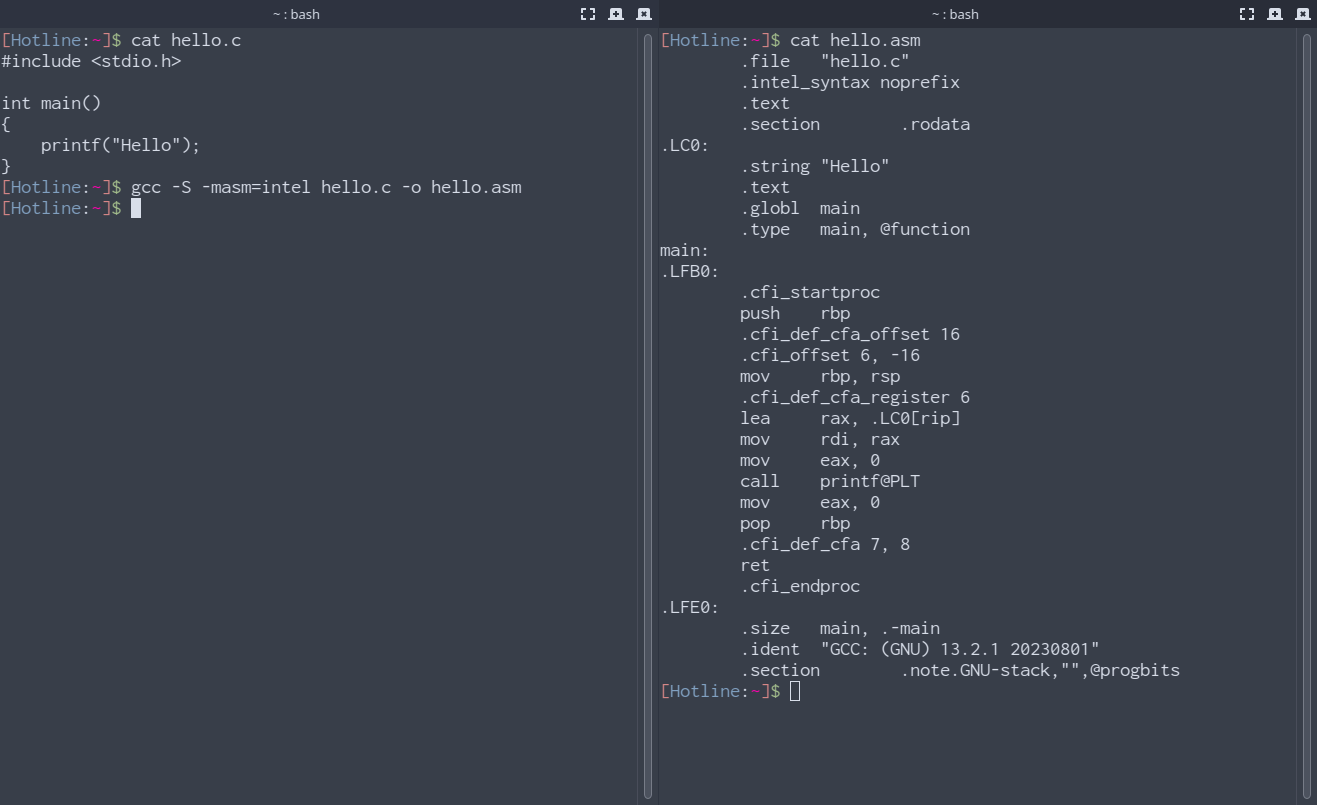 ~ : bash
[Hotline:~]$ cat hello.c
#include <stdio.h>
int main()
{
    printf("Hello");
}
[Hotline:~]$ gcc -S -masm=intel hello.c -o hello.asm
[Hotline:~]$
~ : bash
[Hotline:~]$ cat hello.asm
        .file   "hello.c"
        .intel_syntax noprefix
        .text
        .section        .rodata
.LC0:
        .string "Hello"
        .text
        .globl  main
        .type   main, @function
main:
.LFB0:
        .cfi_startproc
        push    rbp
        .cfi_def_cfa_offset 16
        .cfi_offset 6, -16
        mov     rbp, rsp
        .cfi_def_cfa_register 6
        lea     rax, .LC0[rip]
        mov     rdi, rax
        mov     eax, 0
        call    printf@PLT
        mov     eax, 0
        pop     rbp
        .cfi_def_cfa 7, 8
        ret
        .cfi_endproc
.LFE0:
        .size   main, .-main
        .ident  "GCC: (GNU) 13.2.1 20230801"
        .section        .note.GNU-stack,"",@progbits
[Hotline:~]$